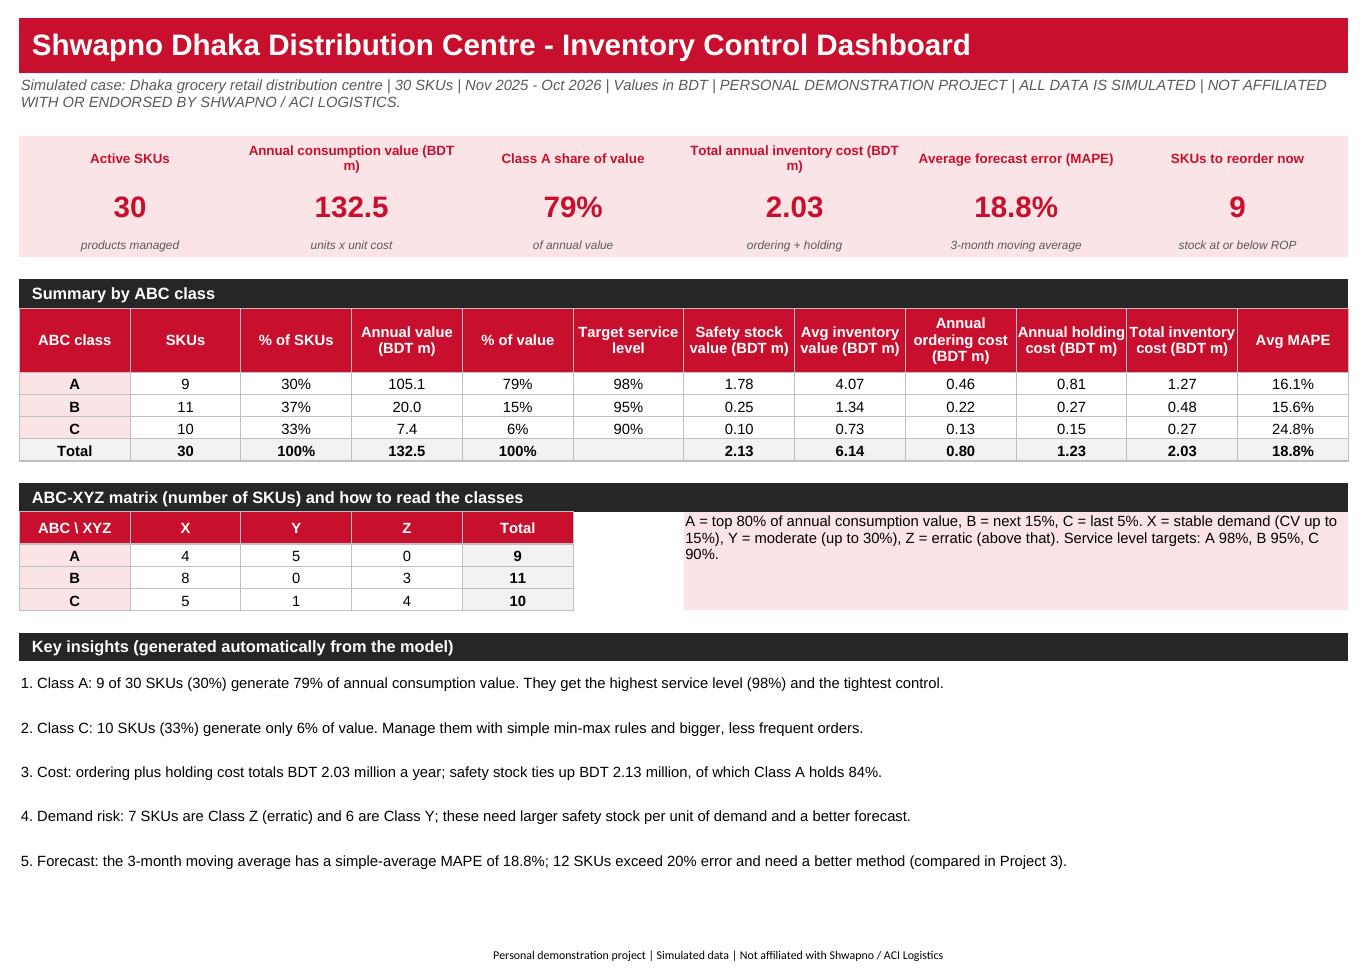 Shwapno Dhaka Distribution Centre - Inventory Control Dashboard
Simulated case: Dhaka grocery retail distribution centre | 30 SKUs | Nov 2025 - Oct 2026 | Values in BDT | PERSONAL DEMONSTRATION PROJECT | ALL DATA IS SIMULATED | NOT AFFILIATED
WITH OR ENDORSED BY SHWAPNO / ACI LOGISTICS.
Active SKUs
30
products managed
Annual consumption value (BDT
m)
132.5
units x unit cost
Class A share of value
79%
of annual value
Total annual inventory cost (BDT
m)
2.03
ordering + holding
Average forecast error (MAPE)
18.8%
3-month moving average
SKUs to reorder now
9
stock at or below ROP
Summary by ABC class
ABC class | SKUs | % of SKUs | Annual value (BDT m) | % of value | Target service level | Safety stock value (BDT m) | Avg inventory value (BDT m) | Annual ordering cost (BDT m) | Annual holding cost (BDT m) | Total inventory cost (BDT m) | Avg MAPE
A 9 30% 105.1 79% 98% 1.78 4.07 0.46 0.81 1.27 16.1%
B 11 37% 20.0 15% 95% 0.25 1.34 0.22 0.27 0.48 15.6%
C 10 33% 7.4 6% 90% 0.10 0.73 0.13 0.15 0.27 24.8%
Total 30 100% 132.5 100% 2.13 6.14 0.80 1.23 2.03 18.8%
ABC-XYZ matrix (number of SKUs) and how to read the classes
ABC \ XYZ X Y Z Total
A 4 5 0 9
B 8 0 3 11
C 5 1 4 10
A = top 80% of annual consumption value, B = next 15%, C = last 5%. X = stable demand (CV up to
15%), Y = moderate (up to 30%), Z = erratic (above that). Service level targets: A 98%, B 95%, C
90%.
Key insights (generated automatically from the model)
1. Class A: 9 of 30 SKUs (30%) generate 79% of annual consumption value. They get the highest service level (98%) and the tightest control.
2. Class C: 10 SKUs (33%) generate only 6% of value. Manage them with simple min-max rules and bigger, less frequent orders.
3. Cost: ordering plus holding cost totals BDT 2.03 million a year; safety stock ties up BDT 2.13 million, of which Class A holds 84%.
4. Demand risk: 7 SKUs are Class Z (erratic) and 6 are Class Y; these need larger safety stock per unit of demand and a better forecast.
5. Forecast: the 3-month moving average has a simple-average MAPE of 18.8%; 12 SKUs exceed 20% error and need a better method (compared in Project 3).
Personal demonstration project | Simulated data | Not affiliated with Shwapno / ACI Logistics